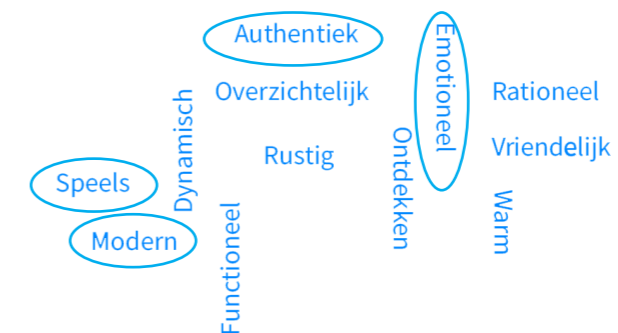 Authentiek
Emotioneel
Overzichtelijk
Rationeel
Dynamisch
Rustig
Ontdekken
Vriendelijk
Speels
Warm
Modern
Functioneel